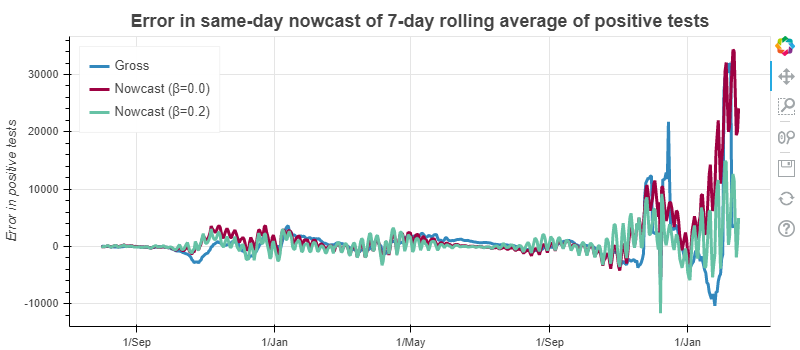 Error in same-day nowcast of 7-day rolling average of positive tests
Gross
Nowcast (β=0.0)
Nowcast (β=0.2)
Error in positive tests
30000
20000
10000
0
-10000
1/Sep
1/Jan
1/May
1/Sep
1/Jan